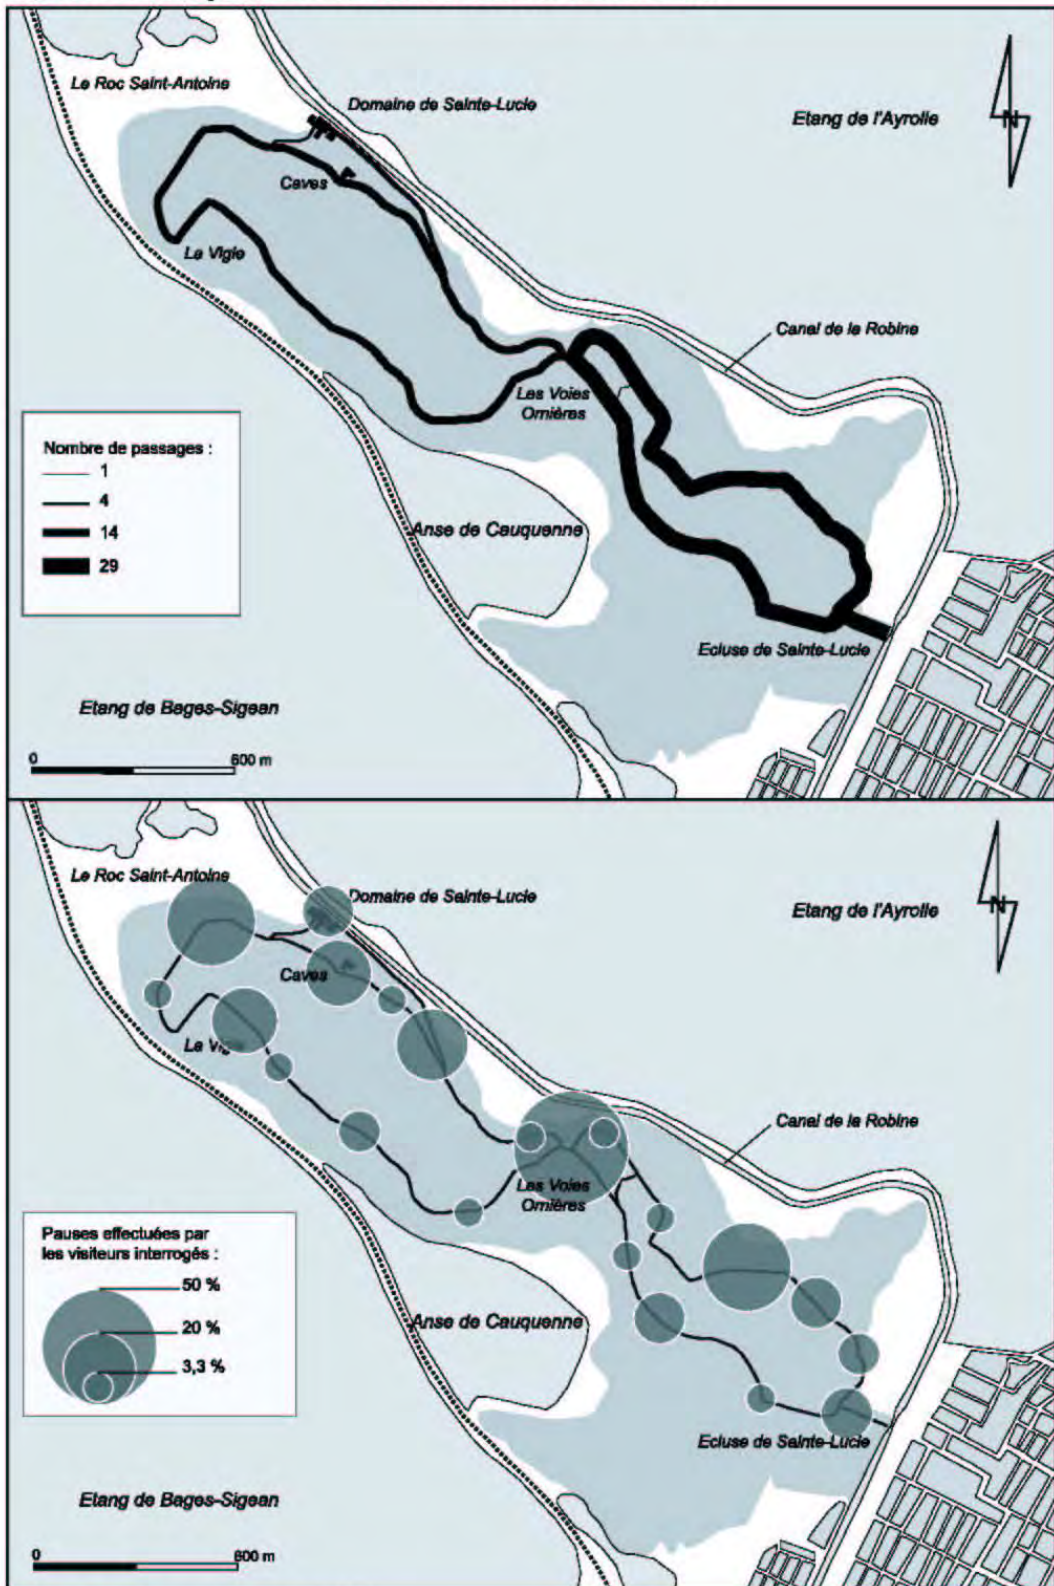 Le Roc Saint-Antoine
Domaine de Sainte-Lucie
Etang de l'Ayrolle
N
Caves
La Vigie
Canal de la Robine
Les Voies
Ornières
Nombre de passages :
1
4
14
29
Anse de Cauquenne
Ecluse de Sainte-Lucie
Etang de Bages-Sigean
0
600 m
Le Roc Saint-Antoine
Domaine de Sainte-Lucie
Etang de l'Ayrolle
N
Caves
La Vigie
Canal de la Robine
Les Voies
Ornières
Pauses effectuées par
les visiteurs interrogés :
50 %
20 %
3,3 %
Anse de Cauquenne
Ecluse de Sainte-Lucie
Etang de Bages-Sigean
0
600 m